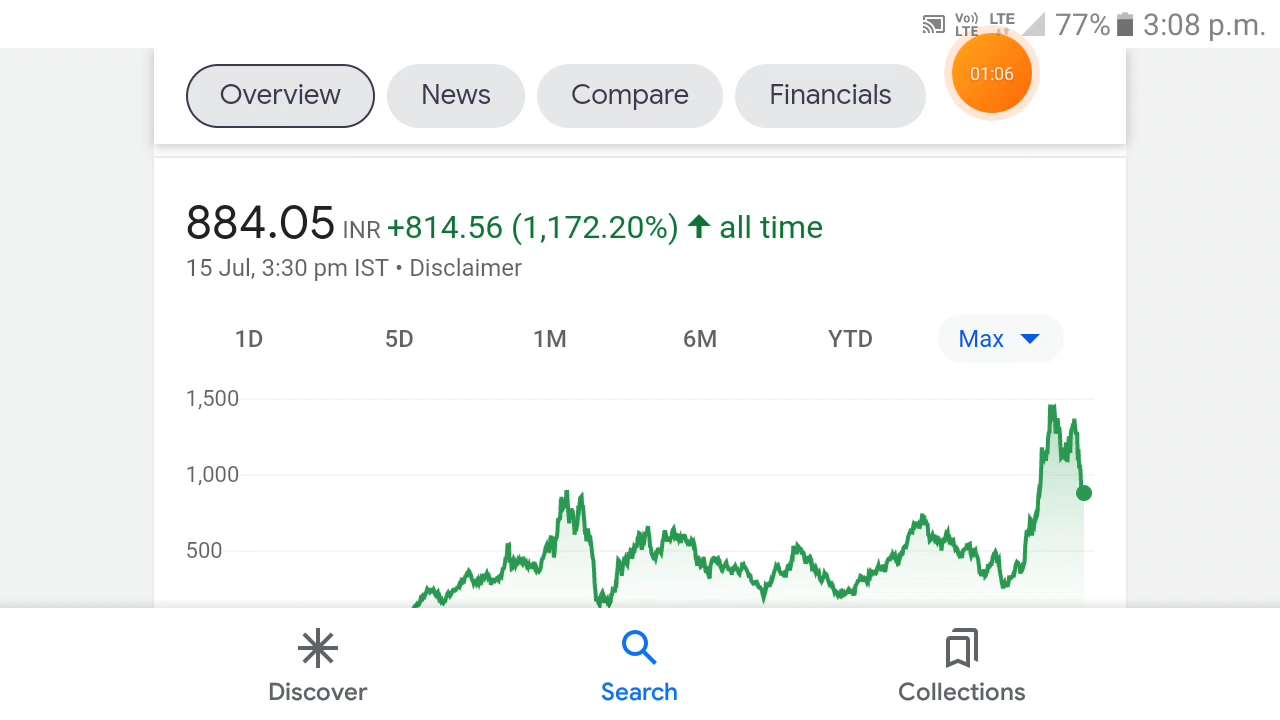 Vo)) LTE LTE 77% 3:08 p.m.
01:06
Overview News Compare Financials
884.05 INR +814.56 (1,172.20%) all time
15 Jul, 3:30 pm IST • Disclaimer
1D 5D 1M 6M YTD Max
1,500
1,000
500
Discover Search Collections